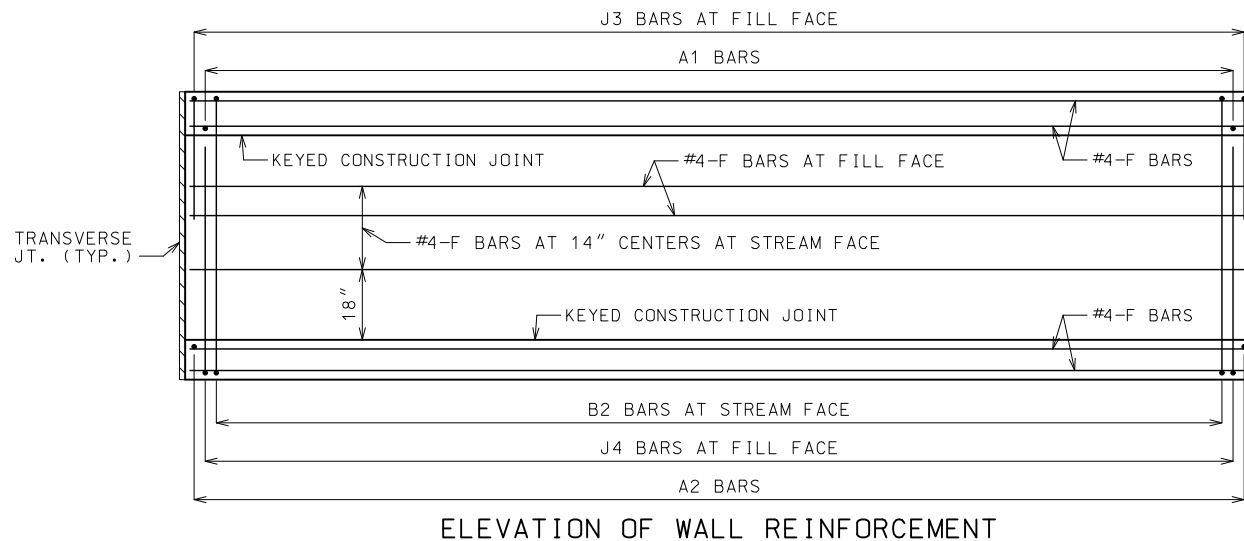 J3 BARS AT FILL FACE
A1 BARS
KEYED CONSTRUCTION JOINT
#4-F BARS AT FILL FACE
#4-F BARS
TRANSVERSE
JT. (TYP.)
#4-F BARS AT 14" CENTERS AT STREAM FACE
18"
KEYED CONSTRUCTION JOINT
#4-F BARS
B2 BARS AT STREAM FACE
J4 BARS AT FILL FACE
A2 BARS
ELEVATION OF WALL REINFORCEMENT